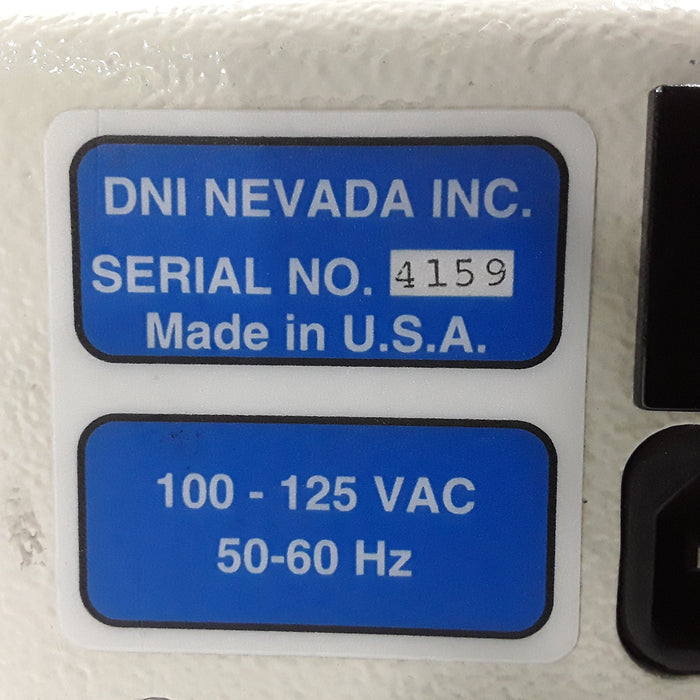 DNI NEVADA INC.
SERIAL NO. 4159
Made in U.S.A.
100 - 125 VAC
50-60 Hz